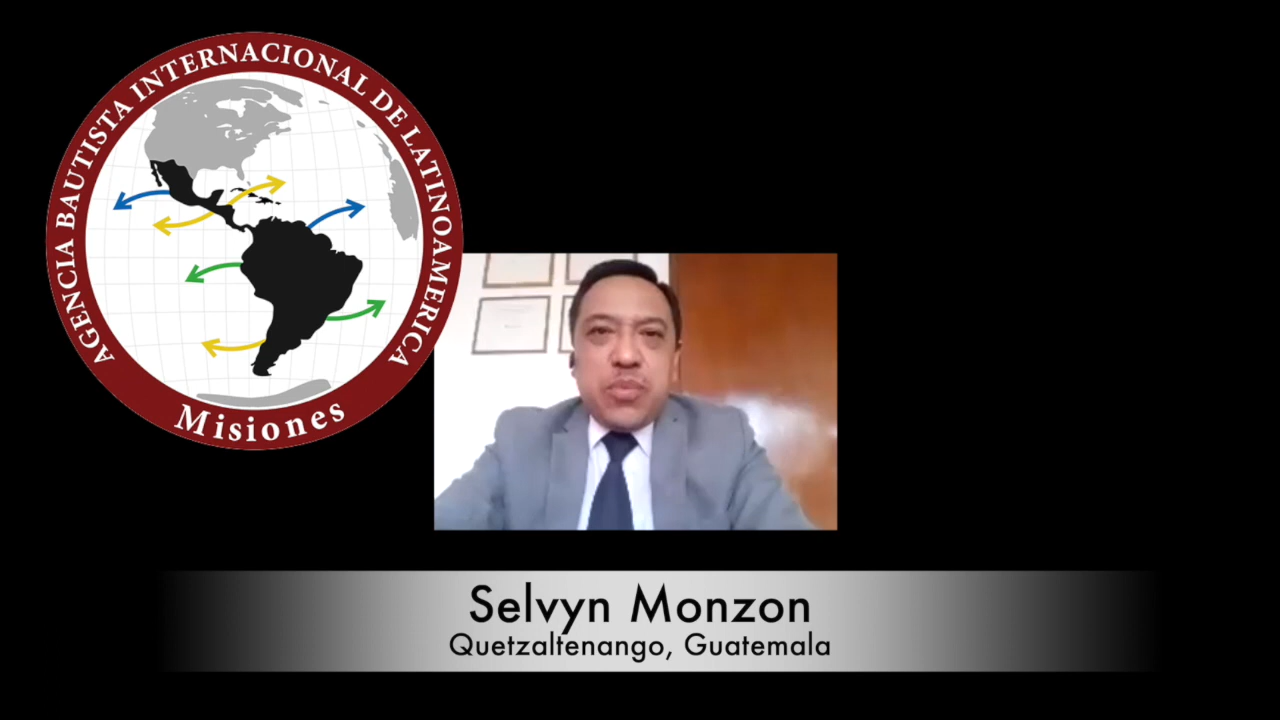 AGENCIA BAUTISTA INTERNACIONAL DE LATINOAMERICA
Misiones
Selvyn Monzon
Quetzaltenango, Guatemala